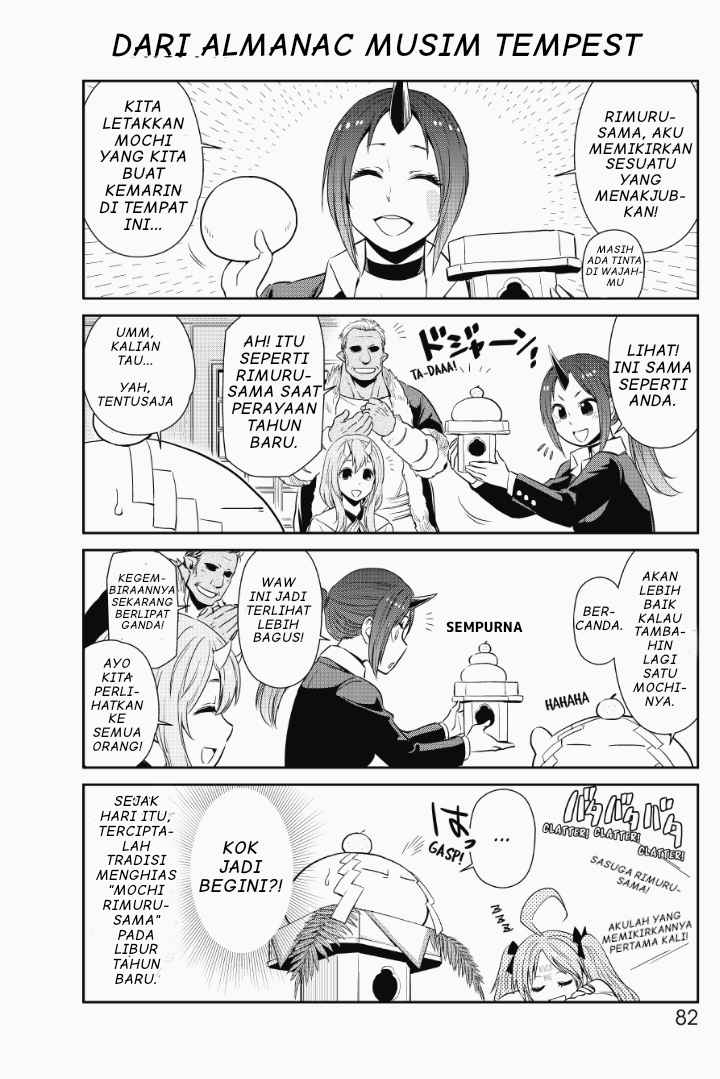 DARI ALMANAC MUSIM TEMPEST
RIMURU-
SAMA, AKU
MEMIKIRKAN
SESUATU
YANG
MENAKJUB-
KAN!
MASIH
ADA TINTA
DI WAJAH-
MU
KITA
LETAKKAN
MOCHI
YANG KITA
BUAT
KEMARIN
DI TEMPAT
INI...
LIHAT!
INI SAMA
SEPERTI
ANDA.
ドジャーン!
TA-DAAA!
AH! ITU
SEPERTI
RIMURU-
SAMA SAAT
PERAYAAN
TAHUN
BARU.
UMM,
KALIAN
TAU...
YAH,
TENTUSAJA
AKAN
LEBIH
BAIK
KALAU
TAMBA-
HIN
LAGI
SATU
MOCHI-
NYA.
BER-
CANDA.
HAHAHA
SEMPURNA
WAW
INI JADI
TERLIHAT
LEBIH
BAGUS!
KEGEM-
BIRAANNYA
SEKARANG
BERLIPAT
GANDA!
AYO
KITA
PERLI-
HATKAN
KE
SEMUA
ORANG!
バタ バタ バタ
CLATTER! CLATTER!
CLATTER!
SASUGA RIMURU-
SAMA!
AKULAH YANG
MEMIKIRKANNYA
PERTAMA KALI!
...
はっ
GASP!
KOK
JADI
BEGINI?!
SEJAK
HARI ITU,
TERCIPTA-
LAH
TRADISI
MENGHIAS
"MOCHI
RIMURU-
SAMA"
PADA
LIBUR
TAHUN
BARU.
82